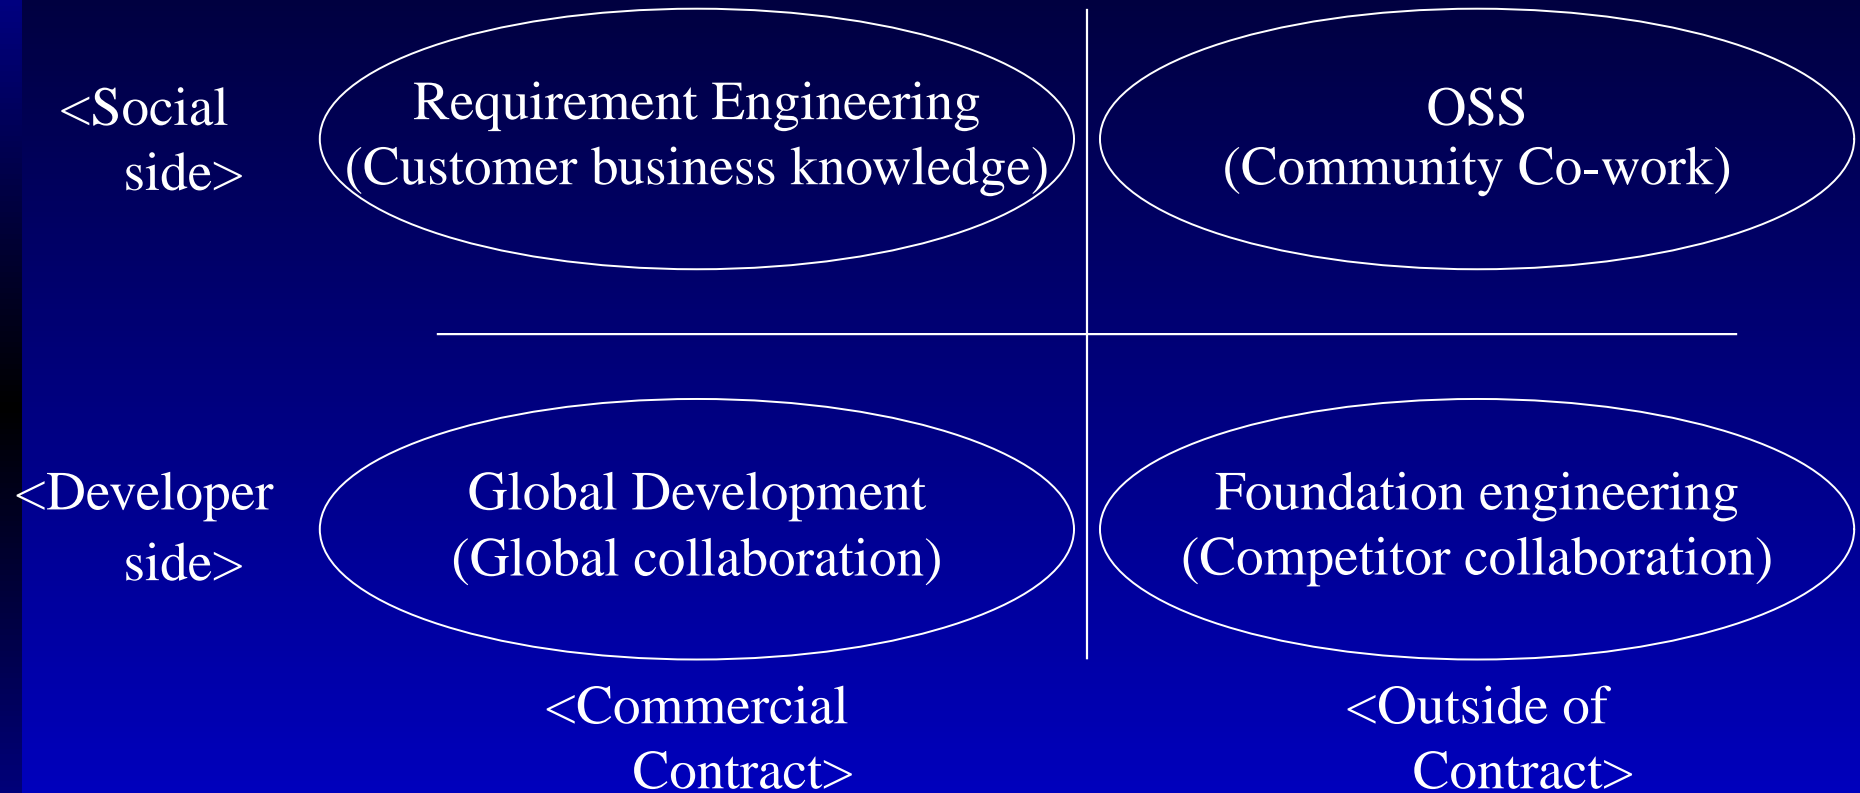 <Social
side>
Requirement Engineering
(Customer business knowledge)
OSS
(Community Co-work)
<Developer
side>
Global Development
(Global collaboration)
Foundation engineering
(Competitor collaboration)
<Commercial
Contract>
<Outside of
Contract>